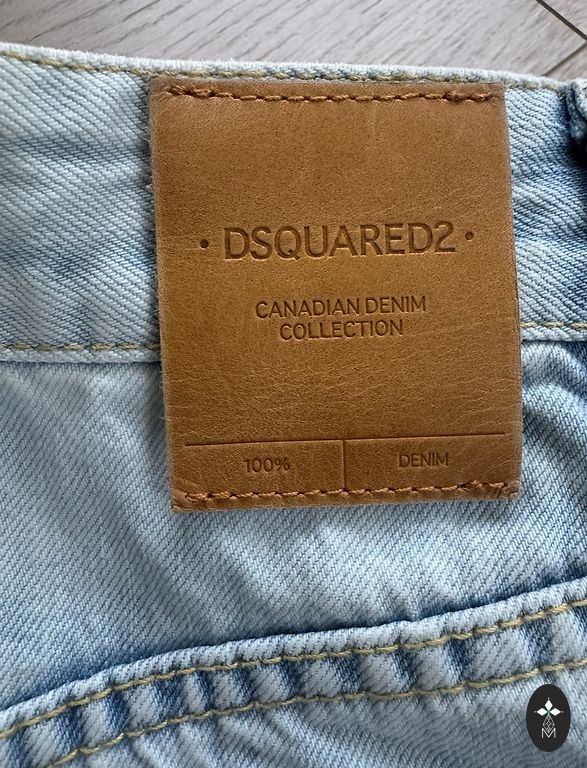 • DSQUARED2 •
CANADIAN DENIM
COLLECTION
100% DENIM
M